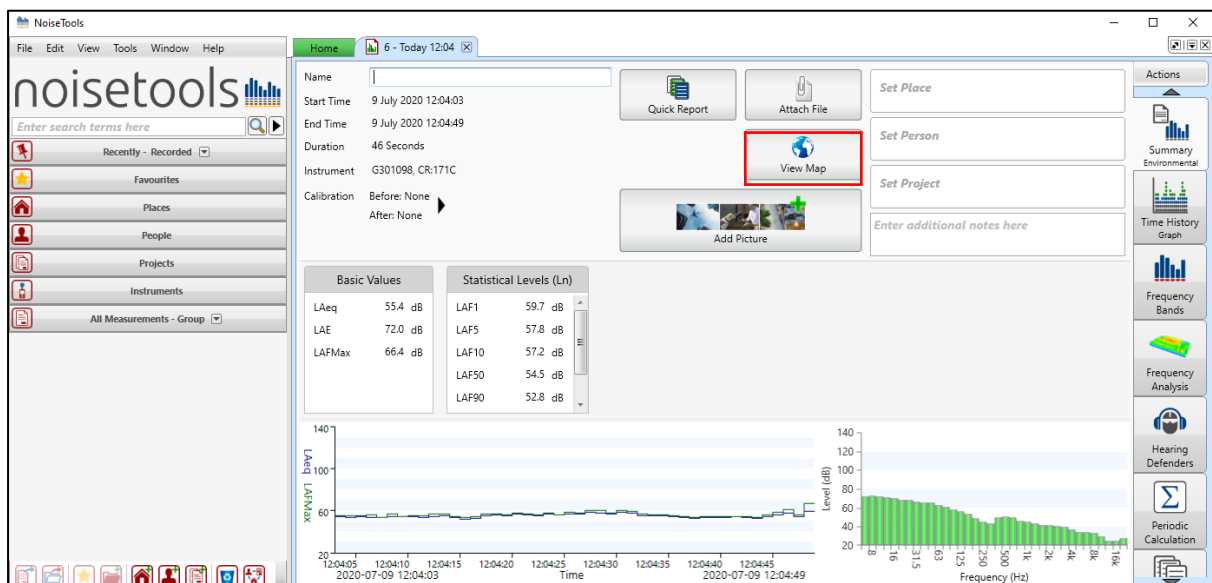 NoiseTools
File Edit View Tools Window Help
noisetools
Enter search terms here
Recently - Recorded
Favourites
Places
People
Projects
Instruments
All Measurements - Group
Home
6 - Today 12:04
Name
Start Time 9 July 2020 12:04:03
End Time 9 July 2020 12:04:49
Duration 46 Seconds
Instrument G301098, CR:171C
Calibration Before: None
After: None
Quick Report
Attach File
View Map
Add Picture
Set Place
Set Person
Set Project
Enter additional notes here
Basic Values
LAeq 55.4 dB
LAE 72.0 dB
LAFMax 66.4 dB
Statistical Levels (Ln)
LAF1 59.7 dB
LAF5 57.8 dB
LAF10 57.2 dB
LAF50 54.5 dB
LAF90 52.8 dB
140
100
60
20
LAeq
LAFMax
12:04:05 12:04:10 12:04:15 12:04:20 12:04:25 12:04:30 12:04:35 12:04:40 12:04:45
2020-07-09 12:04:03 Time 2020-07-09 12:04:49
140
120
100
80
60
40
20
Level (dB)
8 16 31.5 63 125 250 500 1k 2k 4k 8k 16k
Frequency (Hz)
Actions
Summary
Environmental
Time History
Graph
Frequency
Bands
Frequency
Analysis
Hearing
Defenders
Periodic
Calculation